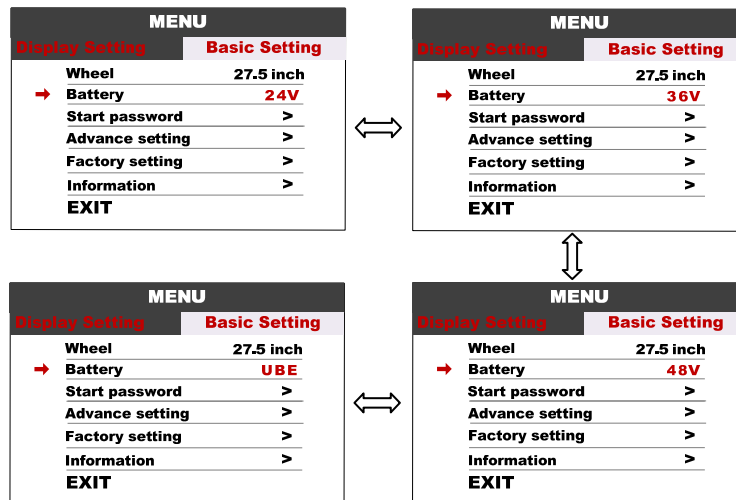 MENU
Display Setting Basic Setting
Wheel 27.5 inch
Battery 24V
Start password >
Advance setting >
Factory setting >
Information >
EXIT
MENU
Display Setting Basic Setting
Wheel 27.5 inch
Battery 36V
Start password >
Advance setting >
Factory setting >
Information >
EXIT
MENU
Display Setting Basic Setting
Wheel 27.5 inch
Battery UBE
Start password >
Advance setting >
Factory setting >
Information >
EXIT
MENU
Display Setting Basic Setting
Wheel 27.5 inch
Battery 48V
Start password >
Advance setting >
Factory setting >
Information >
EXIT